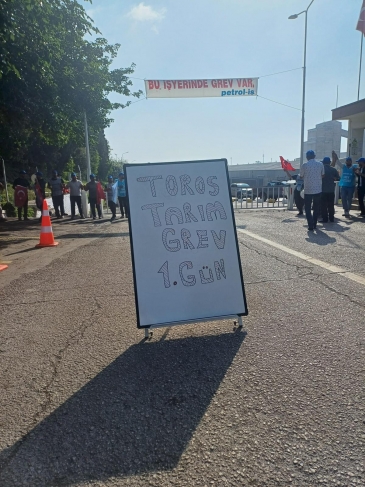 BU İŞYERİNDE GREV VAR.
petrol-iş
TOROS
TARIM
GREV
1.GÜN